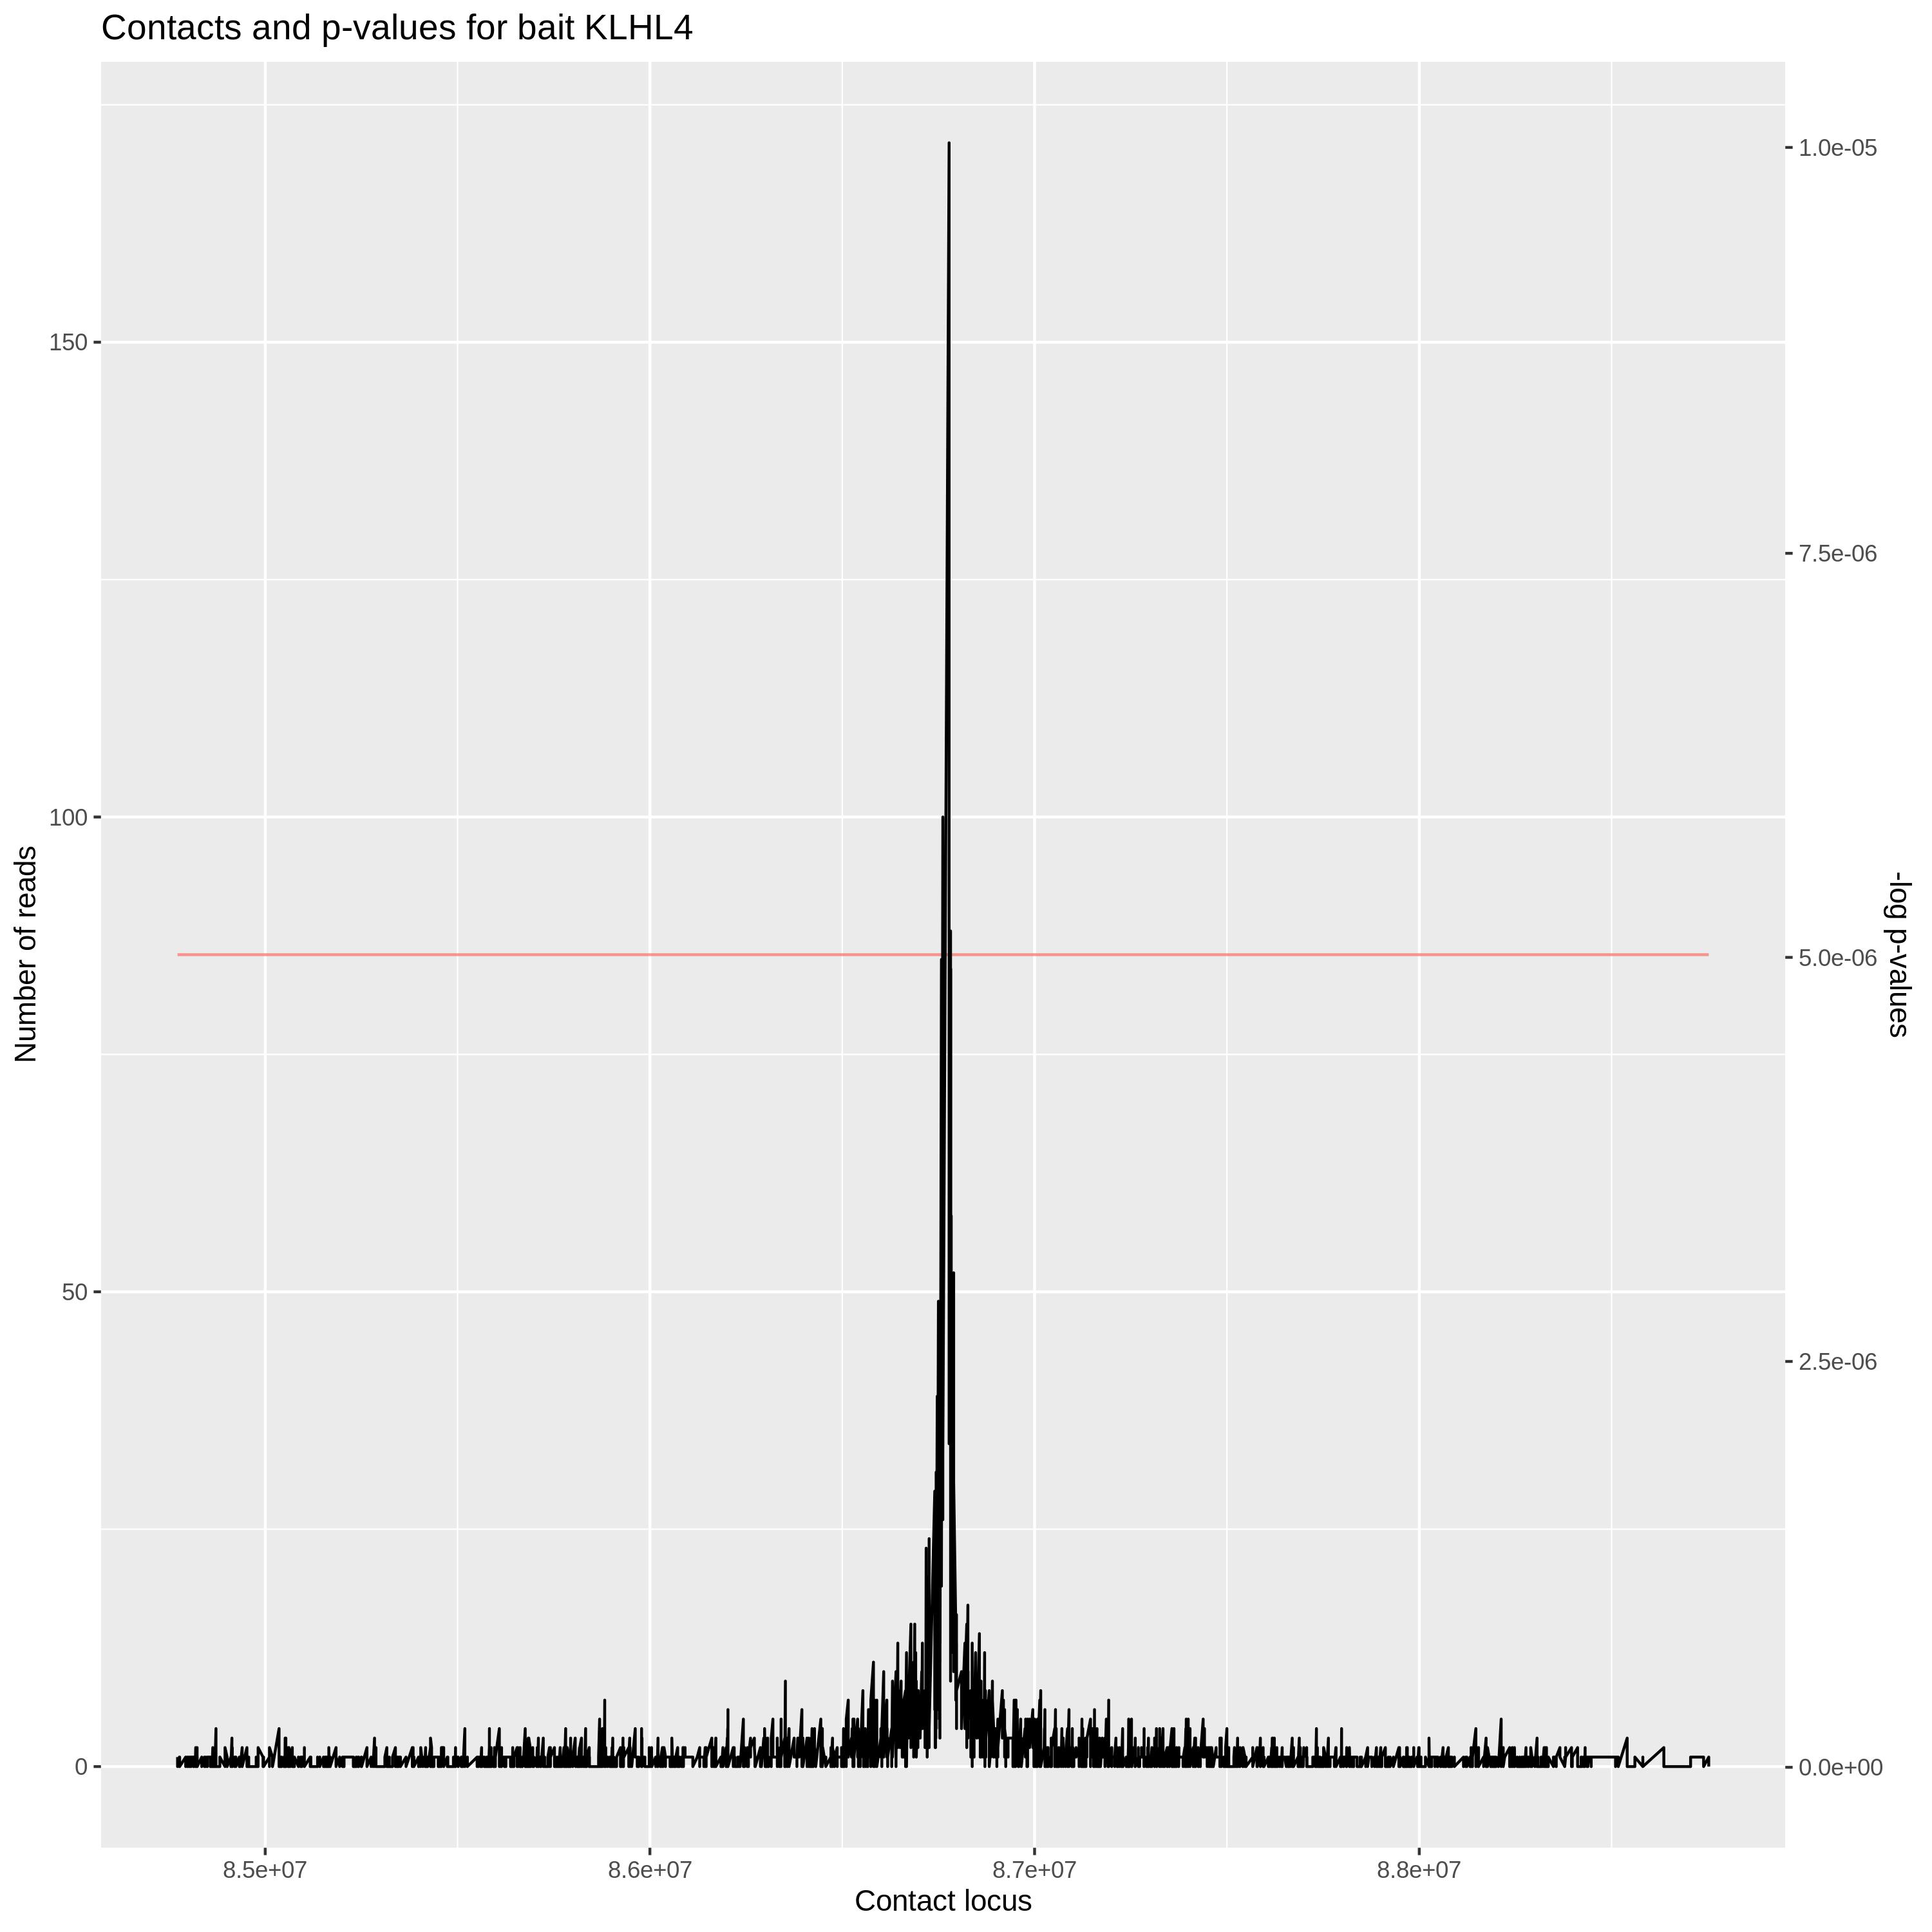 Contacts and p-values for bait KLHL4
Number of reads
150
100
50
0
1.0e-05
7.5e-06
5.0e-06
2.5e-06
0.0e+00
-log p-values
8.5e+07
8.6e+07
8.7e+07
8.8e+07
Contact locus